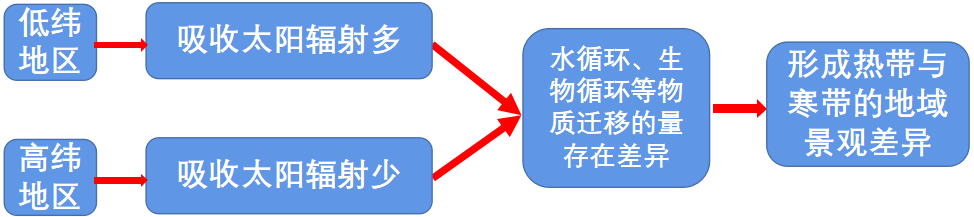 低纬
地区
吸收太阳辐射多
高纬
地区
吸收太阳辐射少
水循环、生
物循环等物
质迁移的量
存在差异
形成热带与
寒带的地域
景观差异